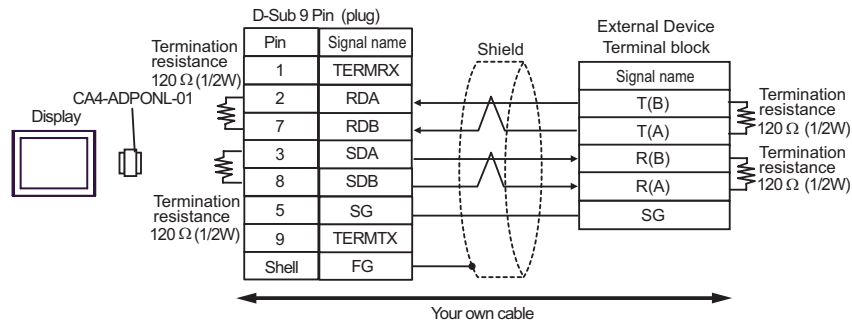 D-Sub 9 Pin (plug)
Pin Signal name
1 TERMRX
2 RDA
7 RDB
3 SDA
8 SDB
5 SG
9 TERMTX
Shell FG
Termination
resistance
120 Ω (1/2W)
CA4-ADPONL-01
Display
Termination
resistance
120 Ω (1/2W)
Shield
External Device
Terminal block
Signal name
T(B)
T(A)
R(B)
R(A)
SG
Termination
resistance
120 Ω (1/2W)
Termination
resistance
120 Ω (1/2W)
Your own cable